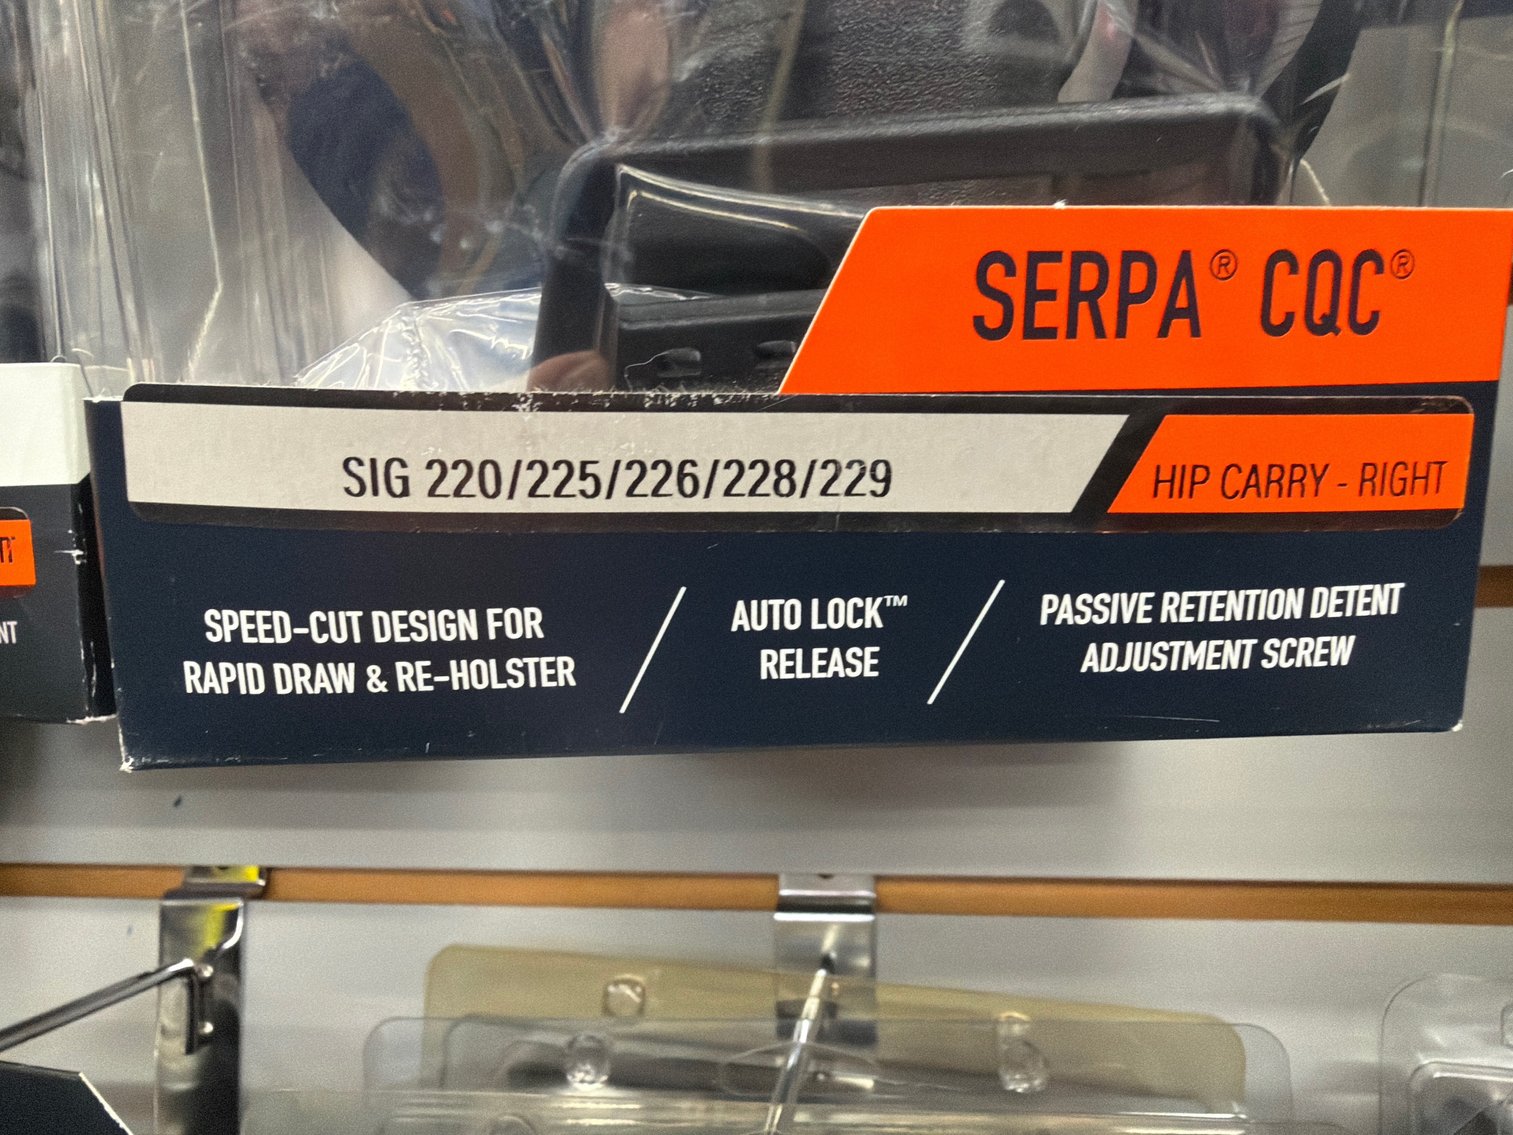 SERPA® CQC®
SIG 220/225/226/228/229
HIP CARRY - RIGHT
SPEED-CUT DESIGN FOR
RAPID DRAW & RE-HOLSTER
AUTO LOCK™
RELEASE
PASSIVE RETENTION DETENT
ADJUSTMENT SCREW